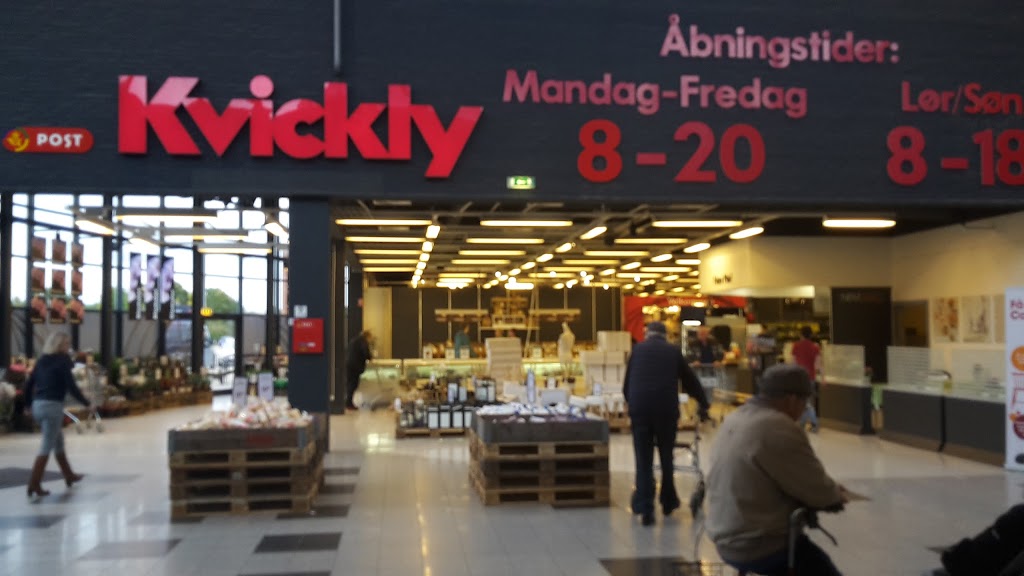 POST
Kvickly
Åbningstider:
Mandag-Fredag
8-20
Lør/Søn
8-18